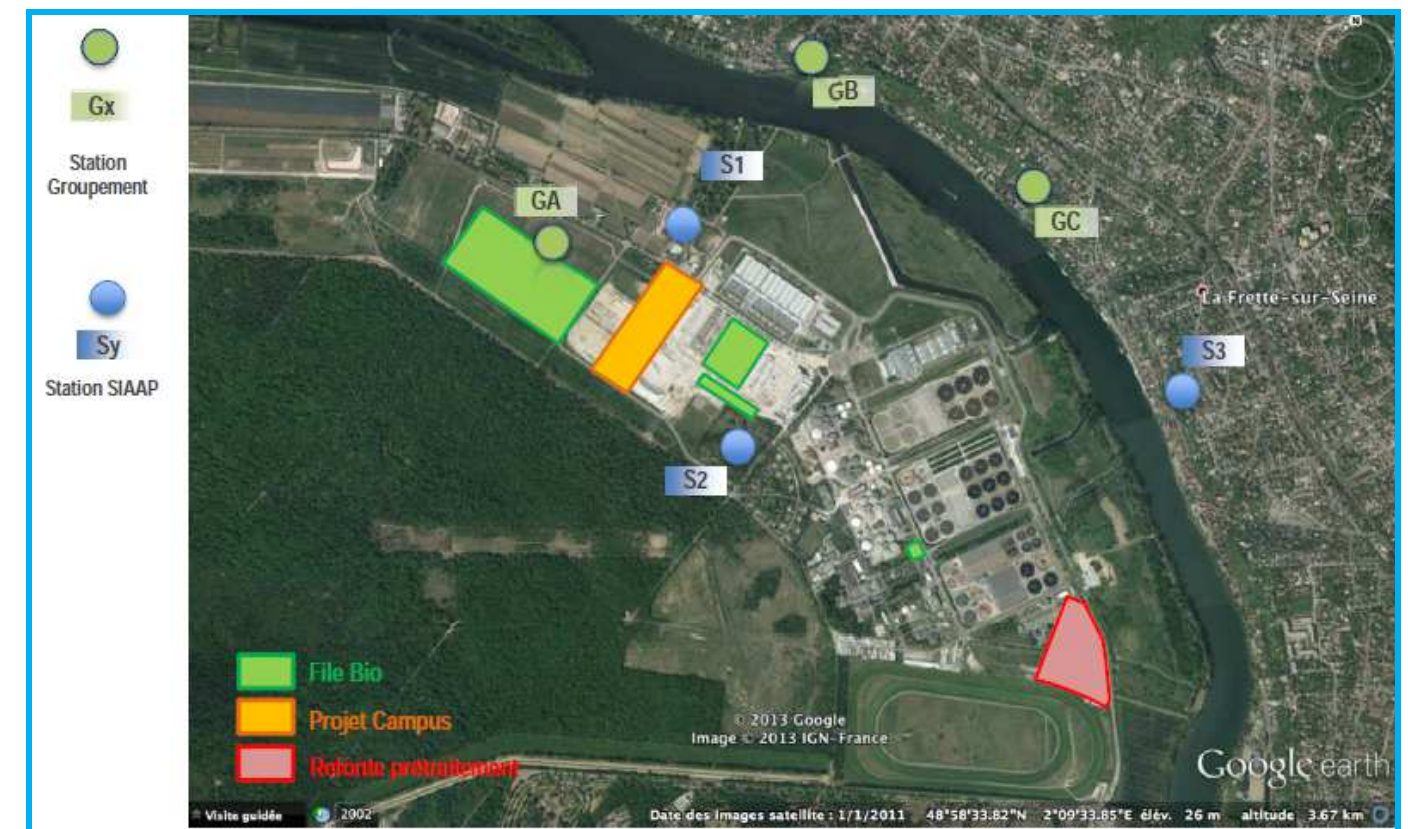 Gx
Station
Groupement
Sy
Station SIAAP
GB
S1
GA
GC
La Frette-sur-Seine
S3
S2
File Bio
Projet Campus
Refonte prétraitement
© 2013 Google
Image © 2013 IGN-France
Google earth
Visite guidée
2002
Date des images satellite : 1/1/2011 48°58'33.82"N 2°09'33.85"E élév. 26 m altitude 3.67 km
N